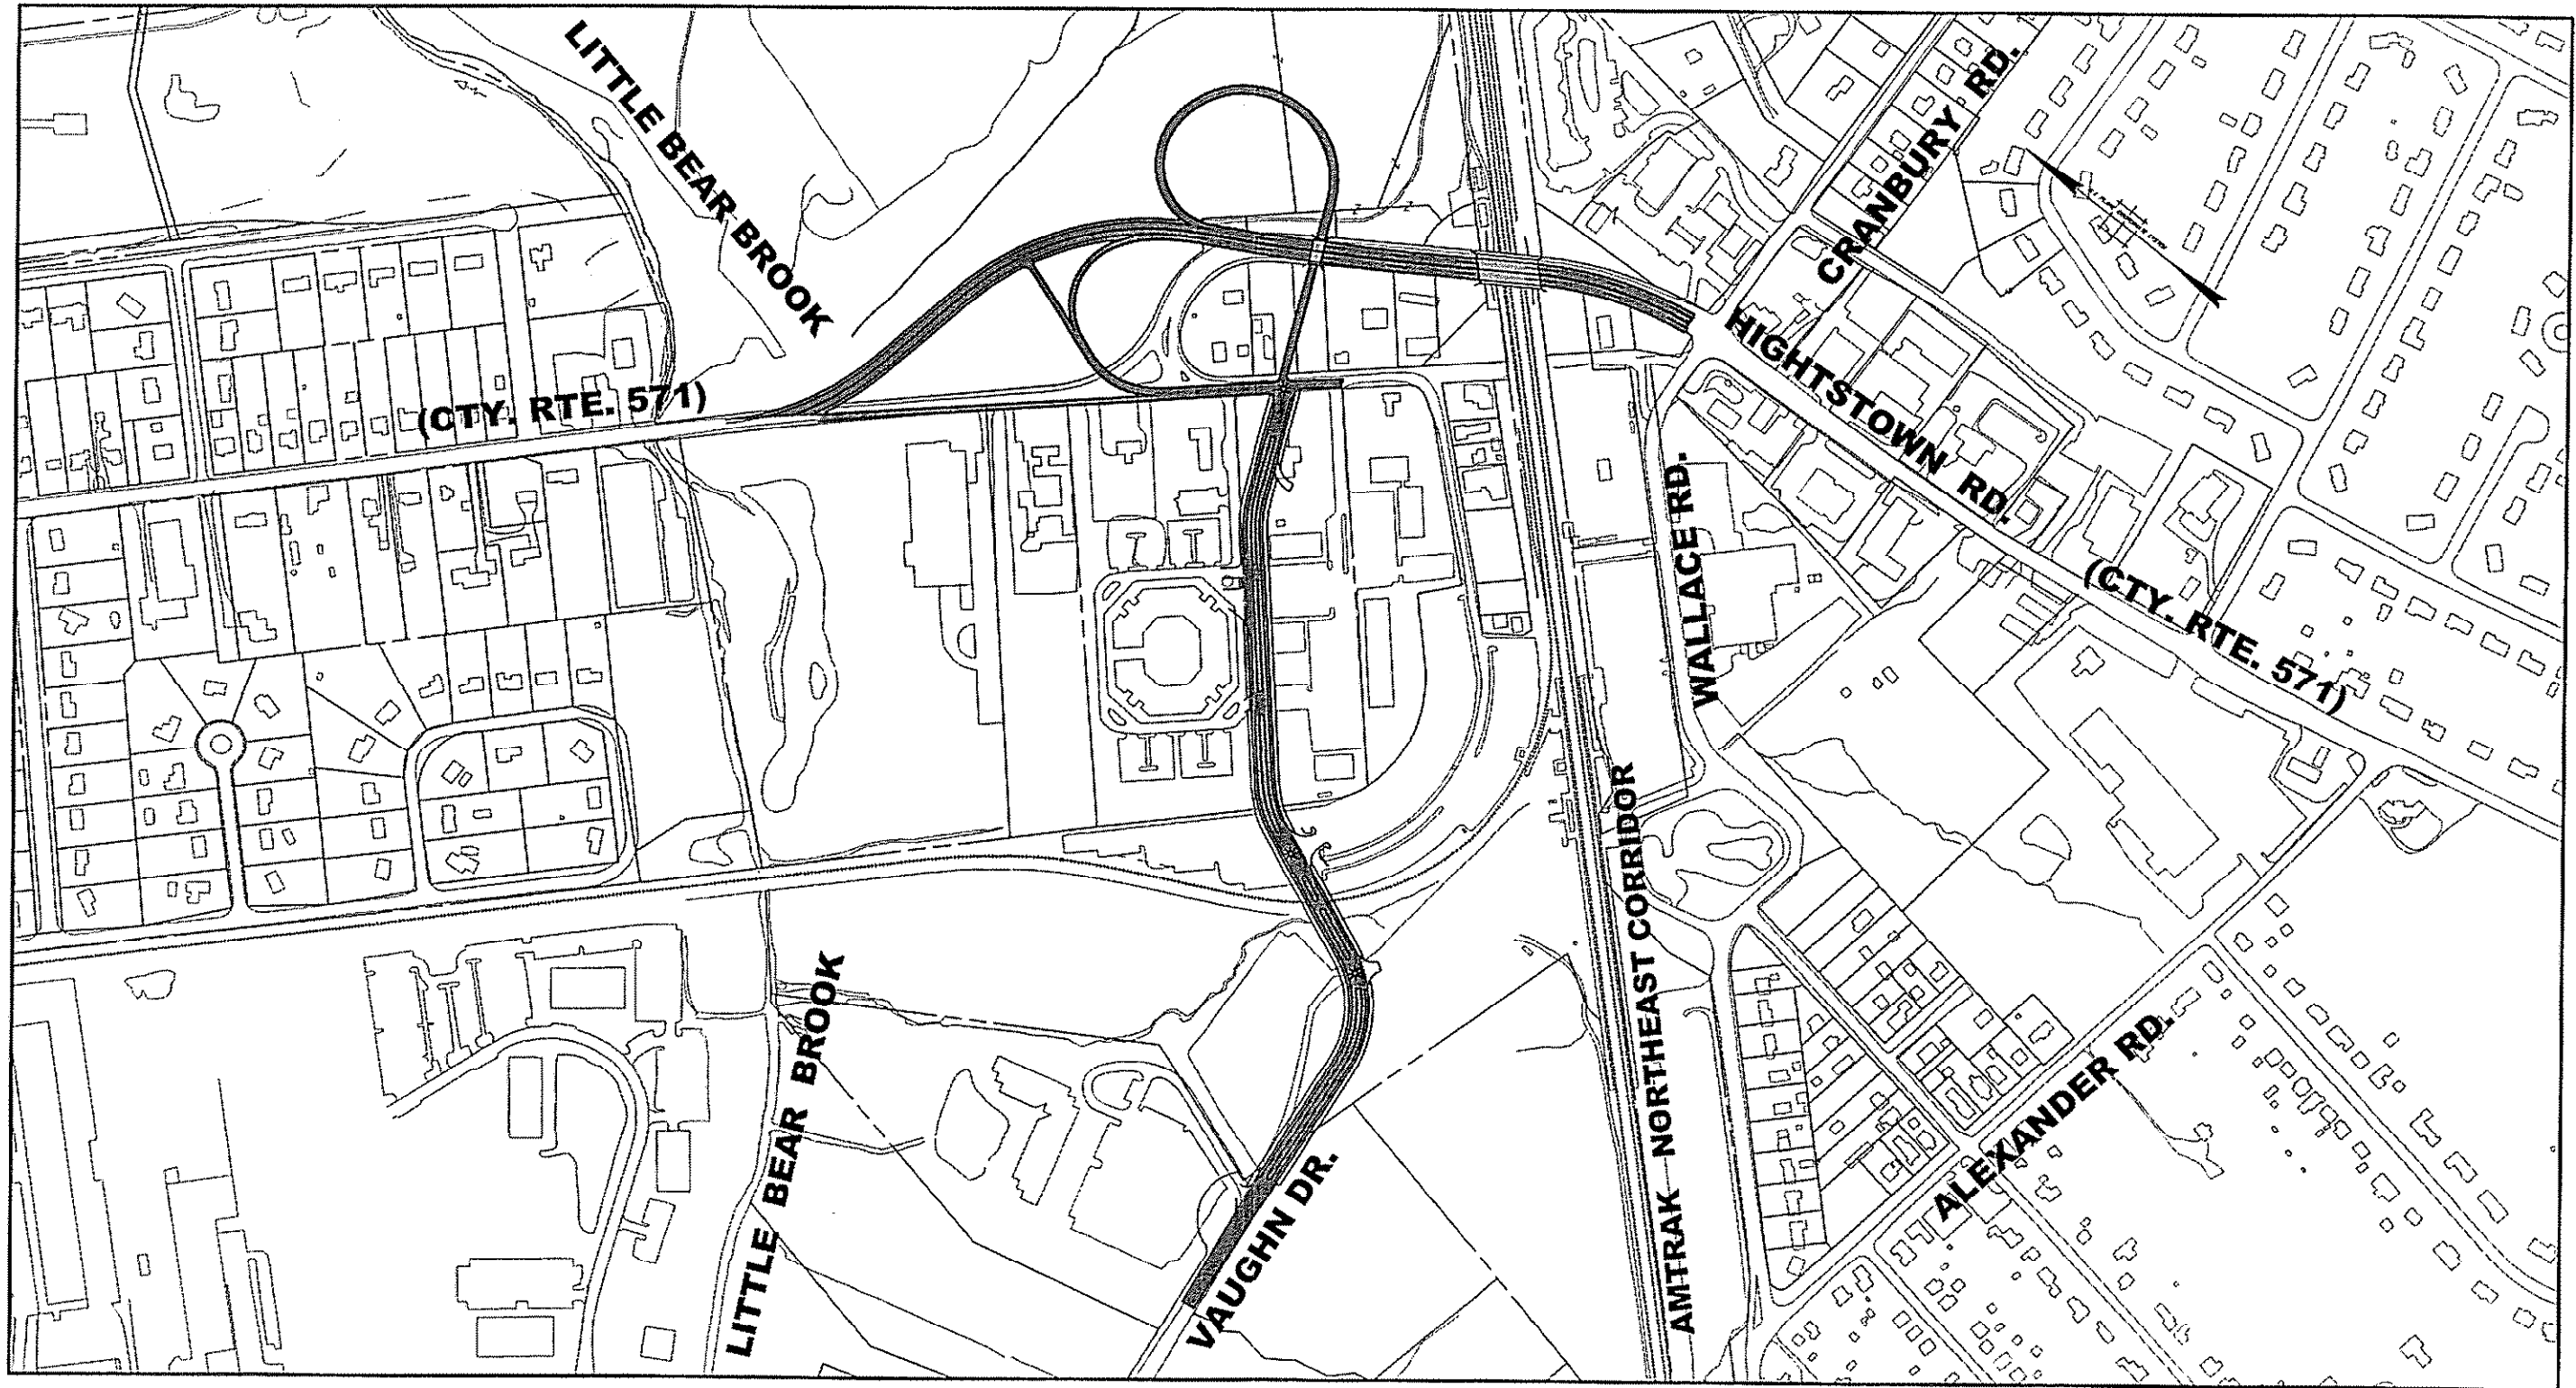 LITTLE BEAR BROOK
CRANBURY RD.
(CTY. RTE. 571)
HIGHTSTOWN RD.
WALLACE RD.
(CTY. RTE. 571)
AMTRAK NORTHEAST CORRIDOR
LITTLE BEAR BROOK
VAUGHN DR.
ALEXANDER RD.